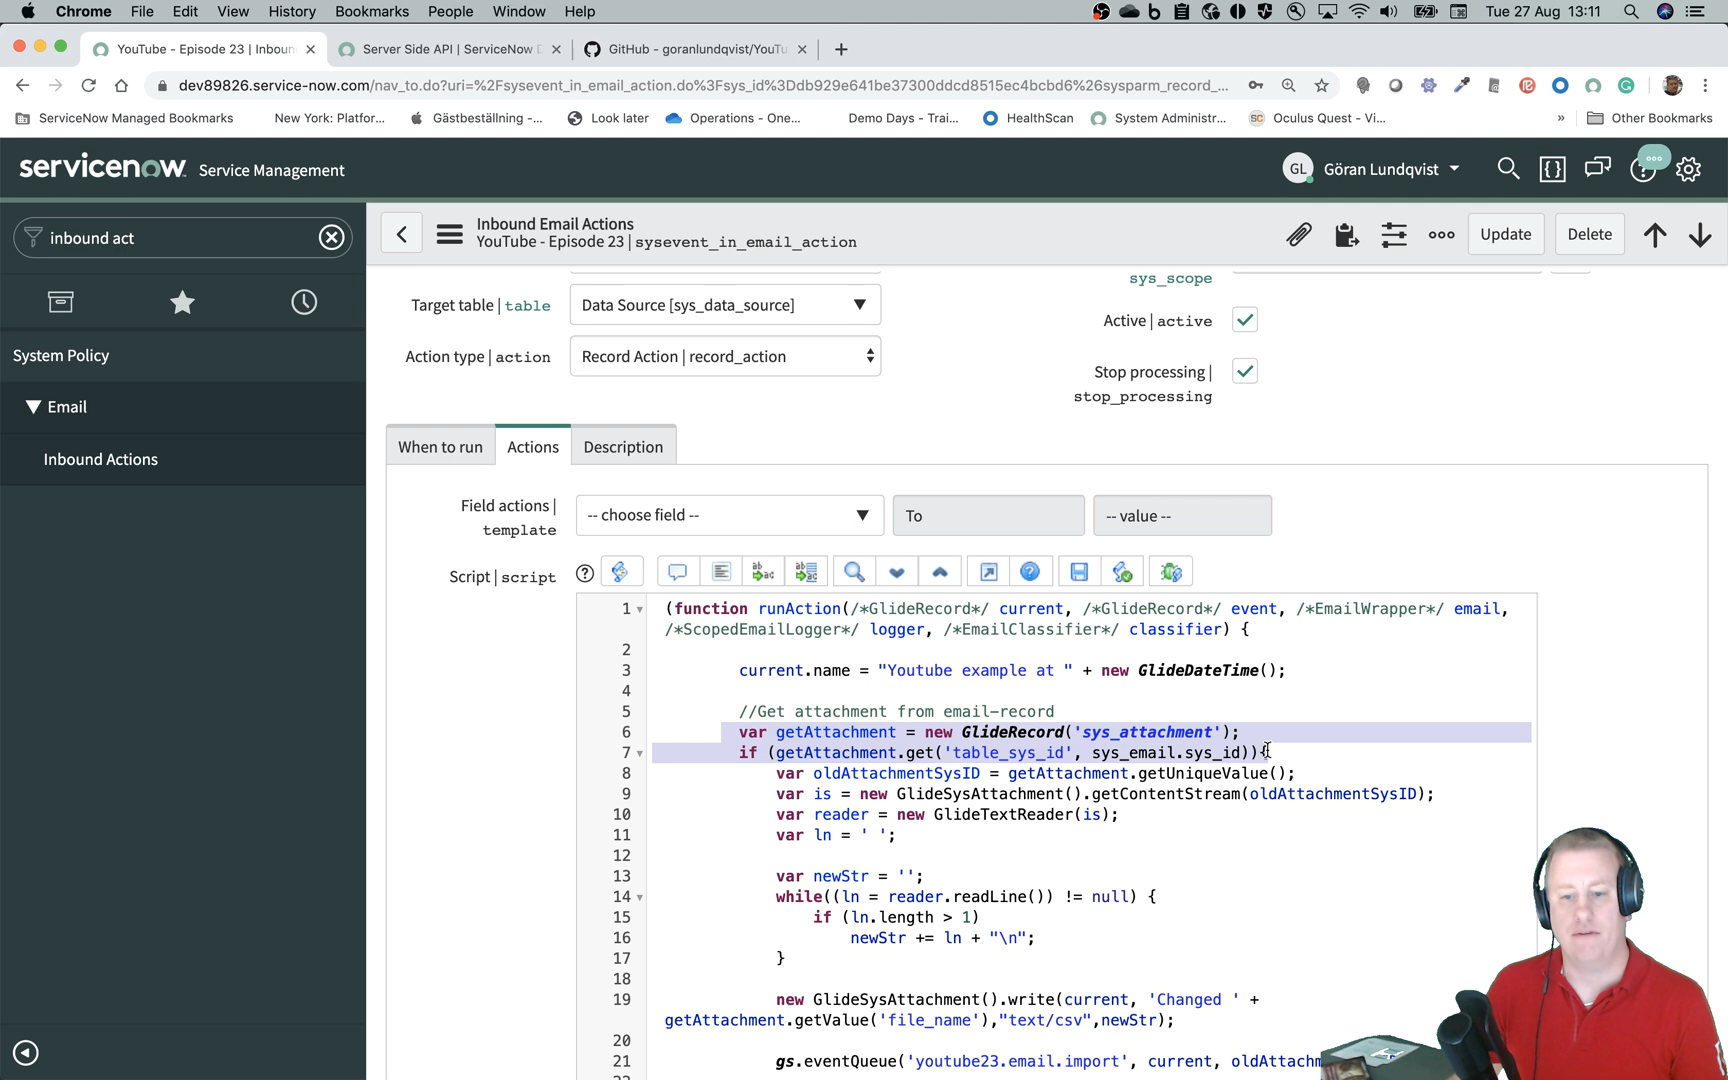 Chrome File Edit View History Bookmarks People Window Help Tue 27 Aug 13:11
YouTube - Episode 23 | Inboun
Server Side API | ServiceNow D
GitHub - goranlundqvist/YouTu
dev89826.service-now.com/nav_to.do?uri=%2Fsysevent_in_email_action.do%3Fsys_id%3Ddb929e641be37300ddcd8515ec4bcbd6%26sysparm_record_...
ServiceNow Managed Bookmarks New York: Platfor... Gästbeställning -... Look later Operations - One... Demo Days - Trai... HealthScan System Administr... Oculus Quest - Vi... » Other Bookmarks
servicenow Service Management
GL Göran Lundqvist
inbound act
Inbound Email Actions
YouTube - Episode 23 | sysevent_in_email_action
Update Delete
System Policy
Email
Inbound Actions
sys_scope
Target table | table Data Source [sys_data_source]
Active | active
Action type | action Record Action | record_action
Stop processing |
stop_processing
When to run Actions Description
Field actions |
template
-- choose field -- To -- value --
Script | script
1 (function runAction(/*GlideRecord*/ current, /*GlideRecord*/ event, /*EmailWrapper*/ email,
/*ScopedEmailLogger*/ logger, /*EmailClassifier*/ classifier) {
2
3 current.name = "Youtube example at " + new GlideDateTime();
4
5 //Get attachment from email-record
6 var getAttachment = new GlideRecord('sys_attachment');
7 if (getAttachment.get('table_sys_id', sys_email.sys_id)){
8 var oldAttachmentSysID = getAttachment.getUniqueValue();
9 var is = new GlideSysAttachment().getContentStream(oldAttachmentSysID);
10 var reader = new GlideTextReader(is);
11 var ln = ' ';
12
13 var newStr = '';
14 while((ln = reader.readLine()) != null) {
15 if (ln.length > 1)
16 newStr += ln + "\n";
17 }
18
19 new GlideSysAttachment().write(current, 'Changed ' +
getAttachment.getValue('file_name'),"text/csv",newStr);
20
21 gs.eventQueue('youtube23.email.import', current, oldAttachm